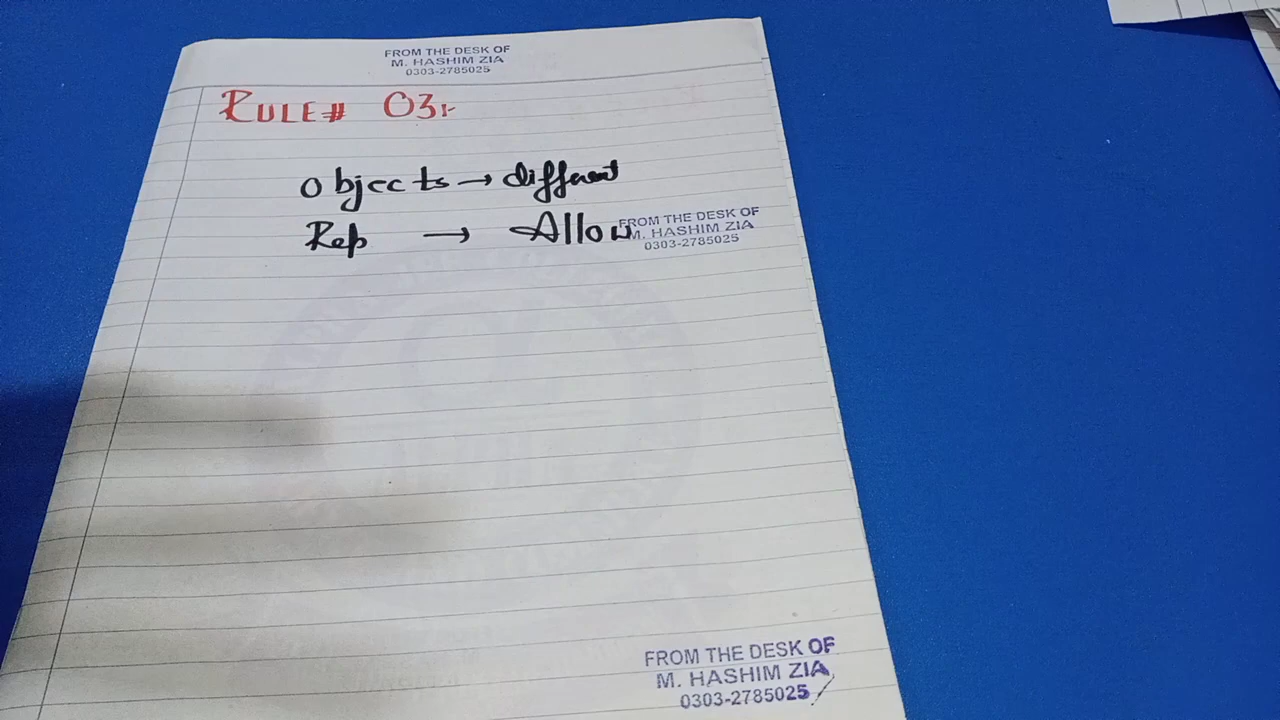 FROM THE DESK OF
M. HASHIM ZIA
0303-2785025
RULE# 03:-
Objects → different
Rep → Allow
FROM THE DESK OF
M. HASHIM ZIA
0303-2785025
FROM THE DESK OF
M. HASHIM ZIA
0303-2785025